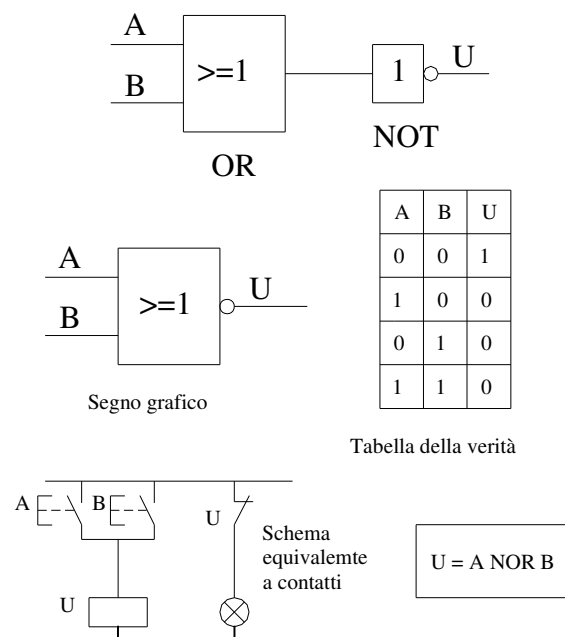 A
B
>=1
1
U
OR
NOT
A
B
>=1
U
Segno grafico
A B U
0 0 1
1 0 0
0 1 0
1 1 0
Tabella della verità
A
B
U
U
Schema
equivalemte
a contatti
U = A NOR B